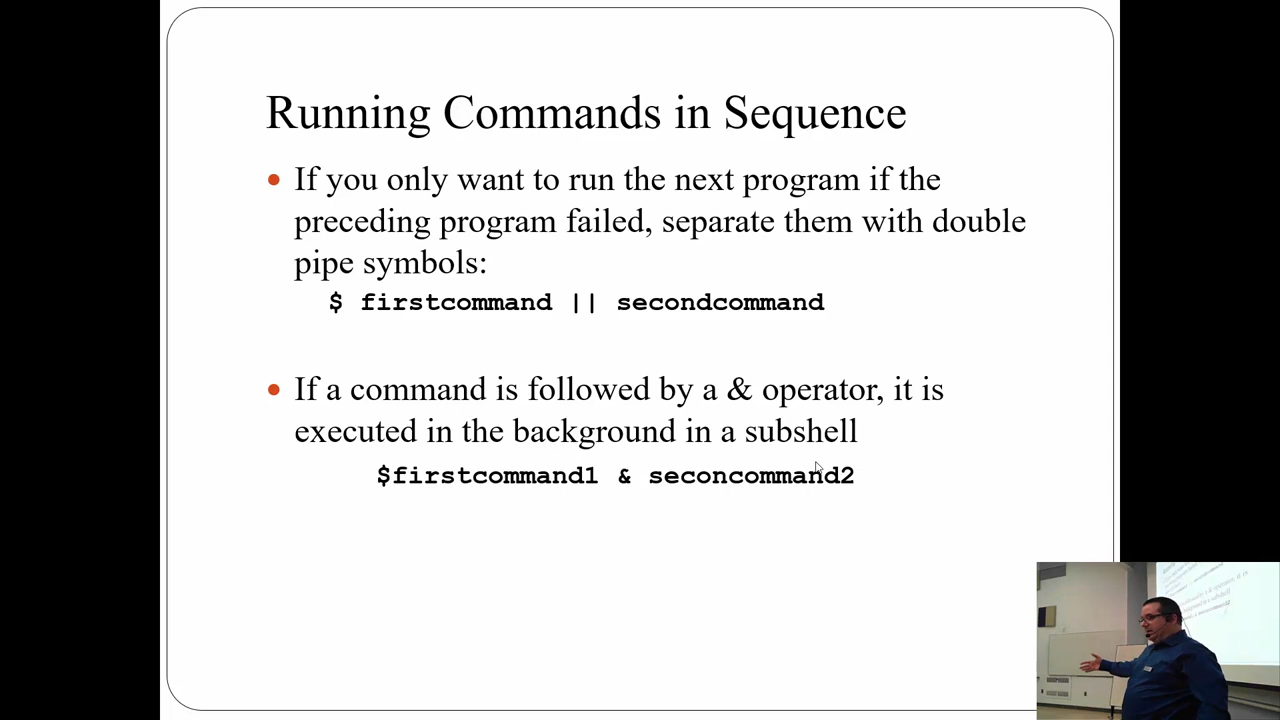 Running Commands in Sequence
• If you only want to run the next program if the
preceding program failed, separate them with double
pipe symbols:
$ firstcommand || secondcommand
• If a command is followed by a & operator, it is
executed in the background in a subshell
$firstcommand1 & seconcommand2